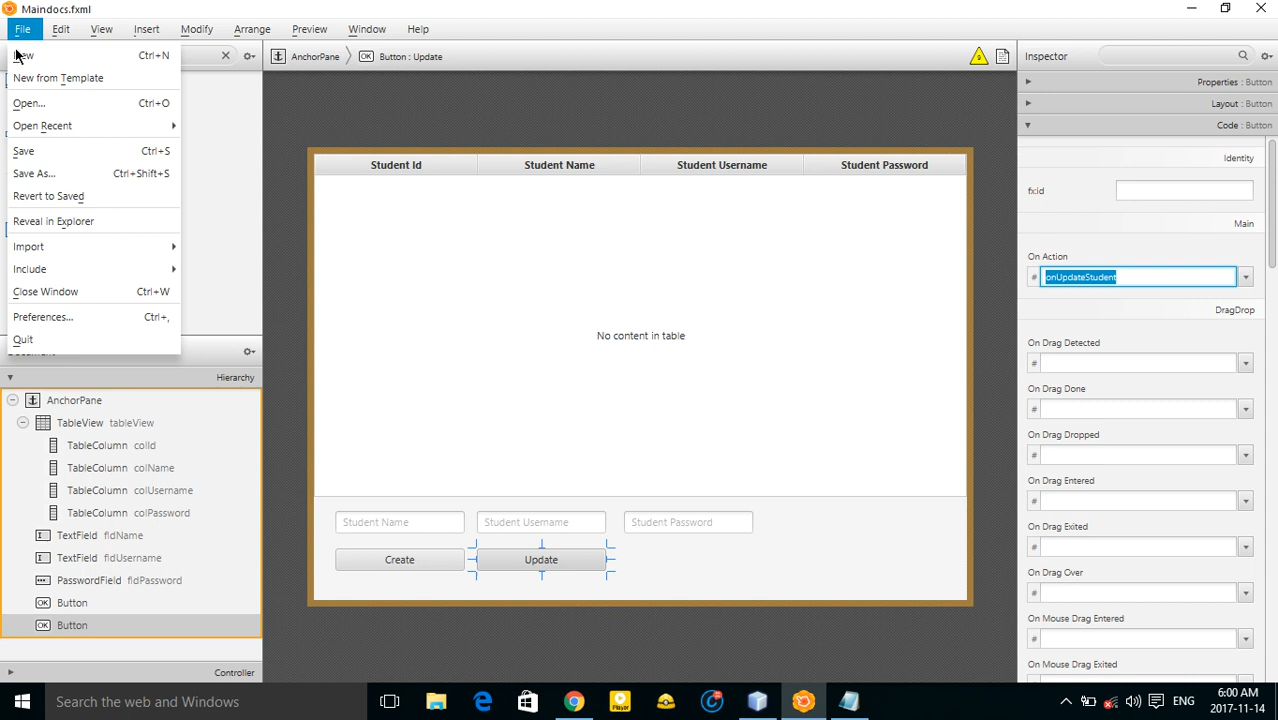 Maindocs.fxml
File Edit View Insert Modify Arrange Preview Window Help
New Ctrl+N
New from Template
Open... Ctrl+O
Open Recent
Save Ctrl+S
Save As... Ctrl+Shift+S
Revert to Saved
Reveal in Explorer
Import
Include
Close Window Ctrl+W
Preferences... Ctrl+,
Quit
Hierarchy
AnchorPane
TableView tableView
TableColumn colId
TableColumn colName
TableColumn colUsername
TableColumn colPassword
TextField fldName
TextField fldUsername
PasswordField fldPassword
OK Button
OK Button
Controller
AnchorPane OK Button : Update
Student Id Student Name Student Username Student Password
No content in table
Student Name Student Username Student Password
Create Update
Inspector
Properties : Button
Layout : Button
Code : Button
Identity
fx:id
Main
On Action
# onUpdateStudent
DragDrop
On Drag Detected
#
On Drag Done
#
On Drag Dropped
#
On Drag Entered
#
On Drag Exited
#
On Drag Over
#
On Mouse Drag Entered
#
On Mouse Drag Exited
#
Search the web and Windows
Player
ENG
6:00 AM
2017-11-14